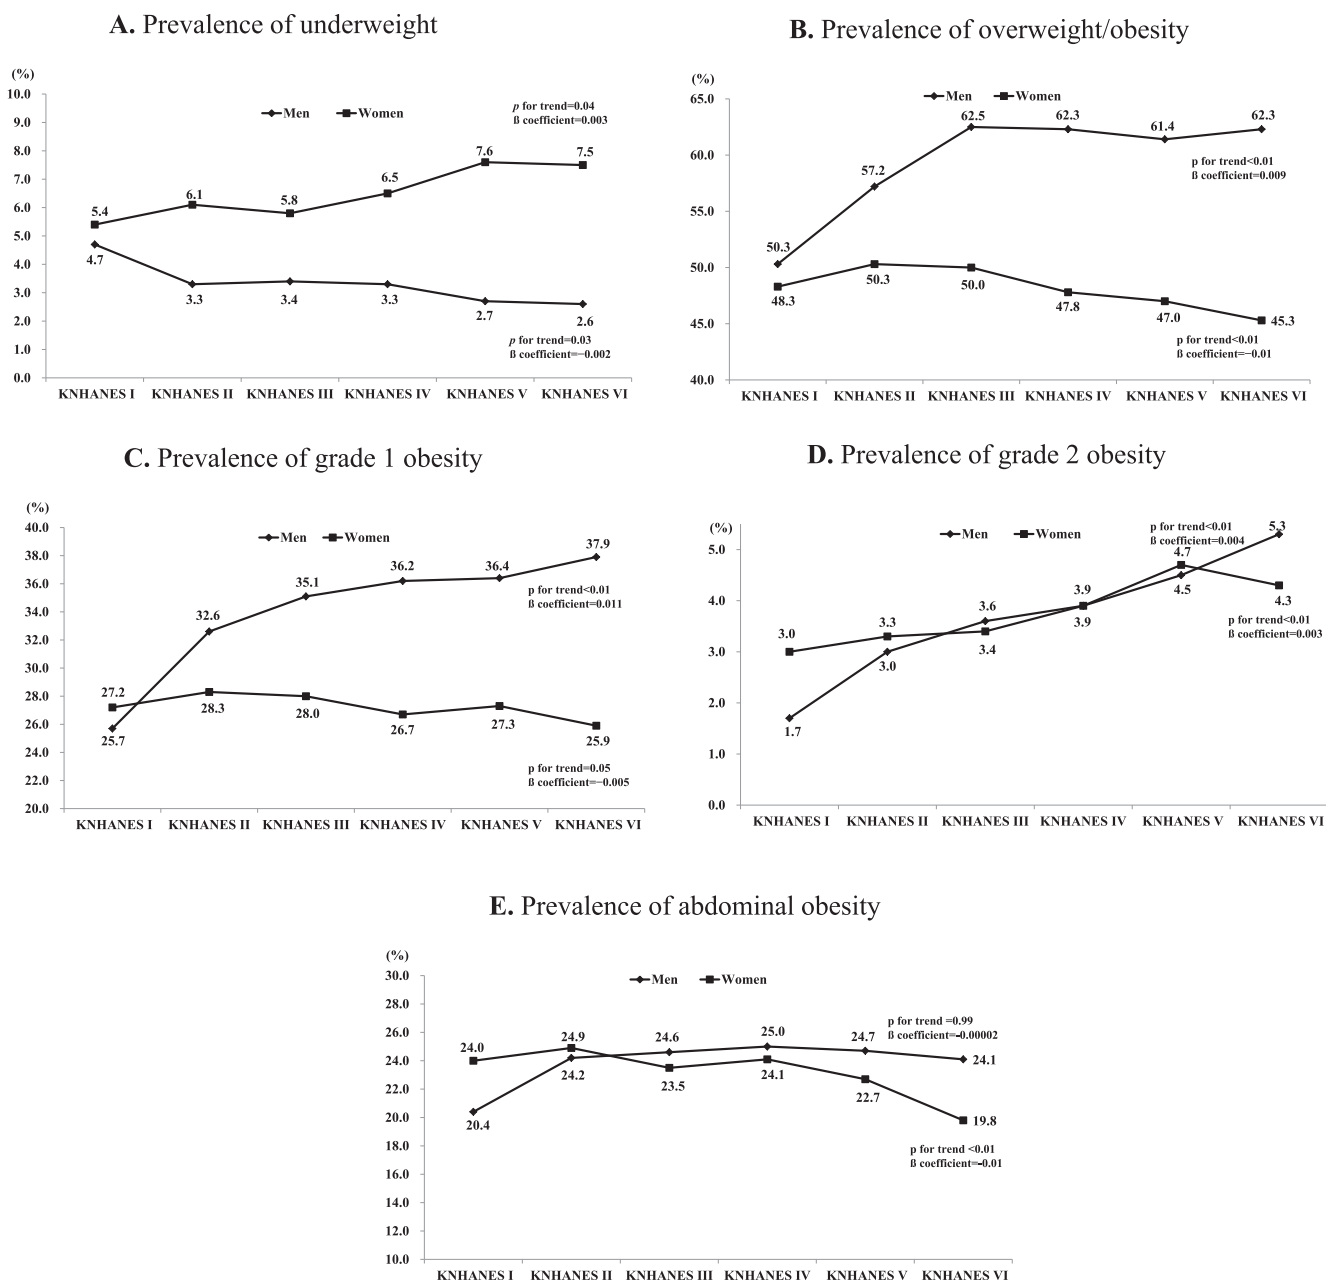 A. Prevalence of underweight
(%)
10.0
9.0
8.0
7.0
6.0
5.0
4.0
3.0
2.0
1.0
0.0
Men
Women
p for trend=0.04
ß coefficient=0.003
5.4
6.1
5.8
6.5
7.6
7.5
4.7
3.3
3.4
3.3
2.7
2.6
p for trend=0.03
ß coefficient=−0.002
KNHANES I KNHANES II KNHANES III KNHANES IV KNHANES V KNHANES VI
B. Prevalence of overweight/obesity
(%)
65.0
60.0
55.0
50.0
45.0
40.0
Men
Women
50.3
57.2
62.5
62.3
61.4
62.3
p for trend<0.01
ß coefficient=0.009
48.3
50.3
50.0
47.8
47.0
45.3
p for trend<0.01
ß coefficient=−0.01
KNHANES I KNHANES II KNHANES III KNHANES IV KNHANES V KNHANES VI
C. Prevalence of grade 1 obesity
(%)
40.0
38.0
36.0
34.0
32.0
30.0
28.0
26.0
24.0
22.0
20.0
Men
Women
27.2
32.6
35.1
36.2
36.4
37.9
p for trend<0.01
ß coefficient=0.011
25.7
28.3
28.0
26.7
27.3
25.9
p for trend=0.05
ß coefficient=−0.005
KNHANES I KNHANES II KNHANES III KNHANES IV KNHANES V KNHANES VI
D. Prevalence of grade 2 obesity
(%)
5.0
4.0
3.0
2.0
1.0
0.0
Men
Women
p for trend<0.01
ß coefficient=0.004
3.0
3.3
3.6
3.9
4.7
5.3
1.7
3.0
3.4
3.9
4.5
4.3
p for trend<0.01
ß coefficient=0.003
KNHANES I KNHANES II KNHANES III KNHANES IV KNHANES V KNHANES VI
E. Prevalence of abdominal obesity
(%)
30.0
28.0
26.0
24.0
22.0
20.0
18.0
16.0
14.0
12.0
10.0
Men
Women
p for trend =0.99
ß coefficient=-0.00002
24.0
24.9
24.6
25.0
24.7
24.1
20.4
24.2
23.5
24.1
22.7
19.8
p for trend <0.01
ß coefficient=-0.01
KNHANES I KNHANES II KNHANES III KNHANES IV KNHANES V KNHANES VI